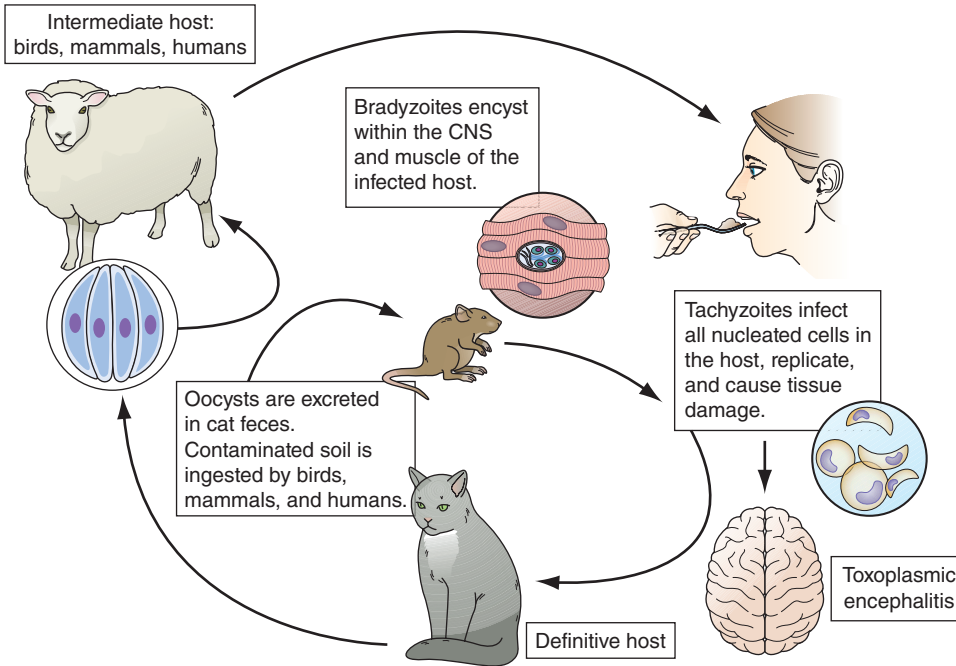 Intermediate host:
birds, mammals, humans
Bradyzoites encyst
within the CNS
and muscle of the
infected host.
Tachyzoites infect
all nucleated cells in
the host, replicate,
and cause tissue
damage.
Oocysts are excreted
in cat feces.
Contaminated soil is
ingested by birds,
mammals, and humans.
Toxoplasmic
encephalitis
Definitive host